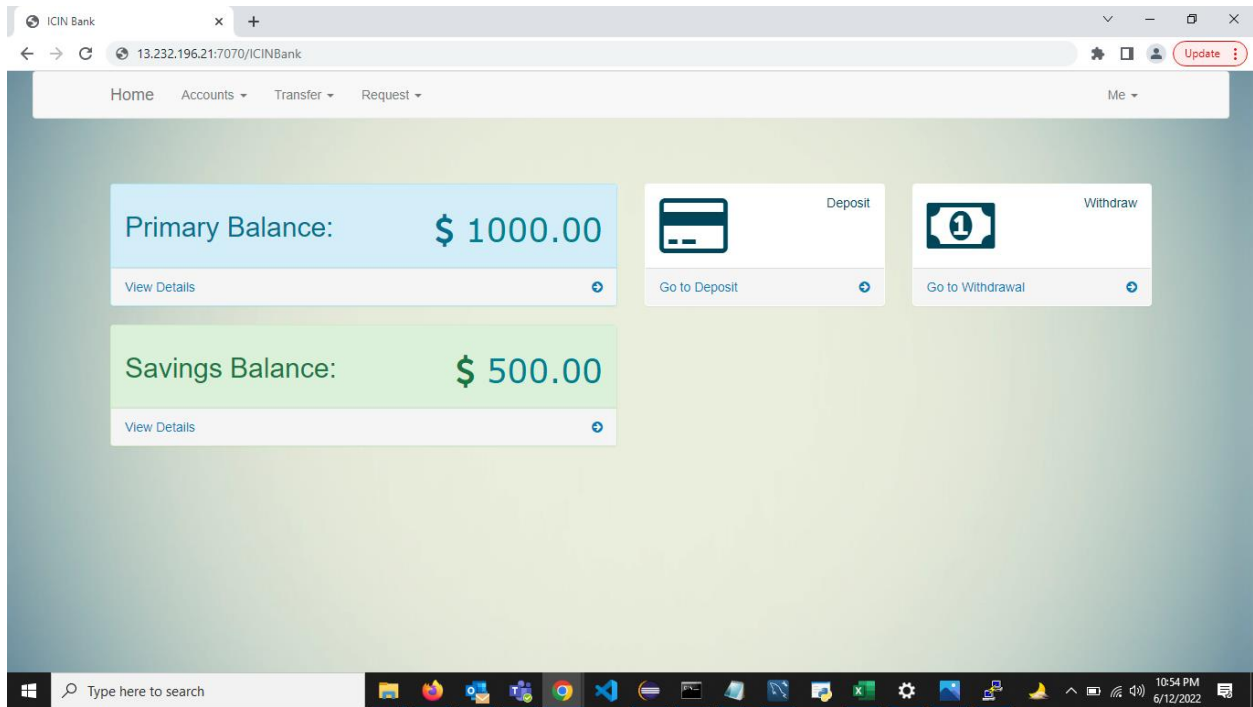 ICIN Bank
13.232.196.21:7070/ICINBank
Update
Home Accounts Transfer Request Me
Primary Balance: $ 1000.00
View Details
Deposit
Go to Deposit
1
Withdraw
Go to Withdrawal
Savings Balance: $ 500.00
View Details
Type here to search
10:54 PM
6/12/2022